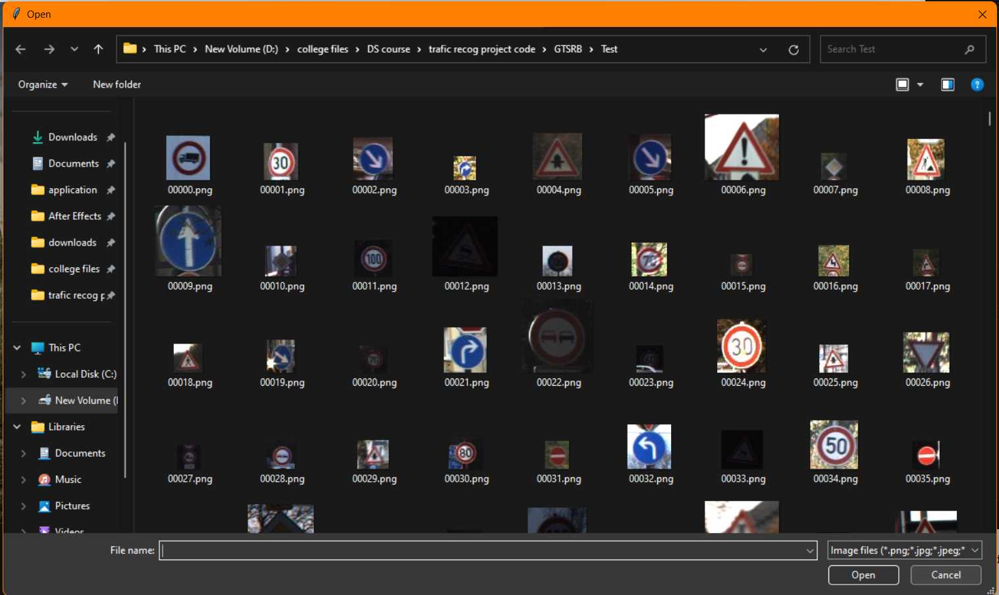 Open
This PC > New Volume (D:) > college files > DS course > trafic recog project code > GTSRB > Test
Search Test
Organize
New folder
?
Downloads
Documents
application
After Effects
downloads
college files
trafic recog p
This PC
Local Disk (C:)
New Volume (
Libraries
Documents
Music
Pictures
Videos
30
00000.png 00001.png 00002.png 00003.png 00004.png 00005.png 00006.png 00007.png 00008.png
100
00009.png 00010.png 00011.png 00012.png 00013.png 00014.png 00015.png 00016.png 00017.png
30
00018.png 00019.png 00020.png 00021.png 00022.png 00023.png 00024.png 00025.png 00026.png
80 50
00027.png 00028.png 00029.png 00030.png 00031.png 00032.png 00033.png 00034.png 00035.png
File name:
Image files (*.png;*.jpg;*.jpeg;*
Open
Cancel